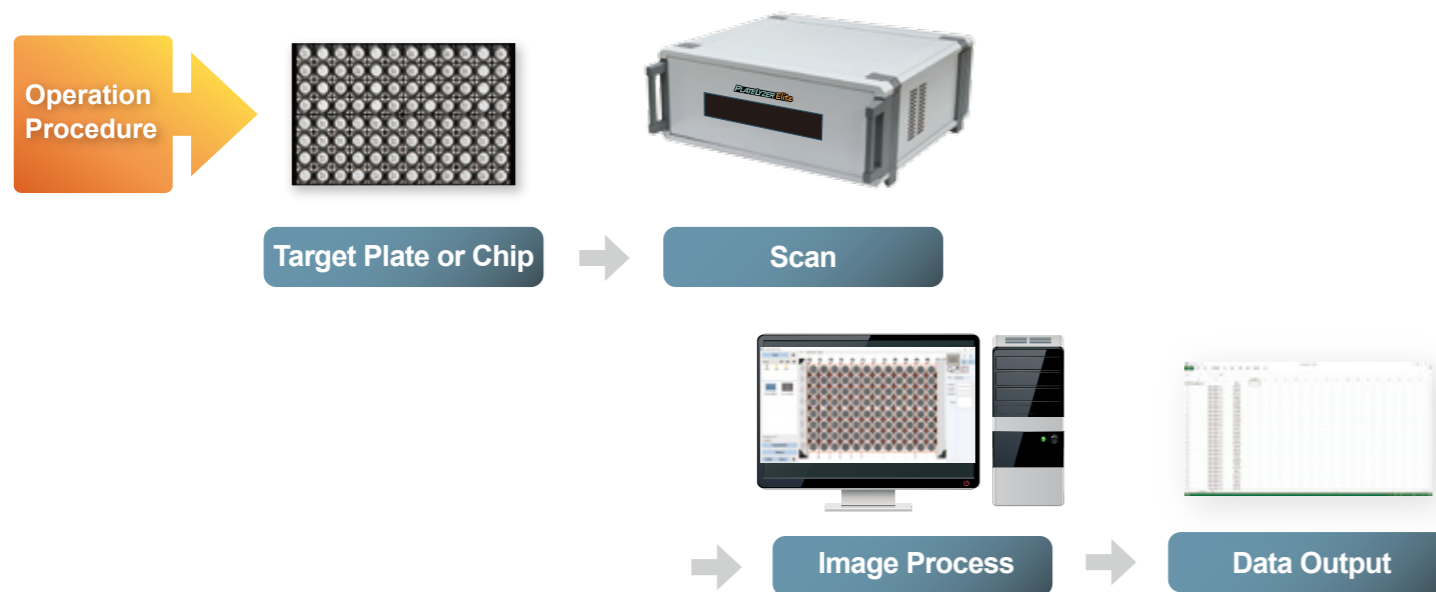 Operation
Procedure
PLATELYZER Elite
Target Plate or Chip
Scan
Image Process
Data Output